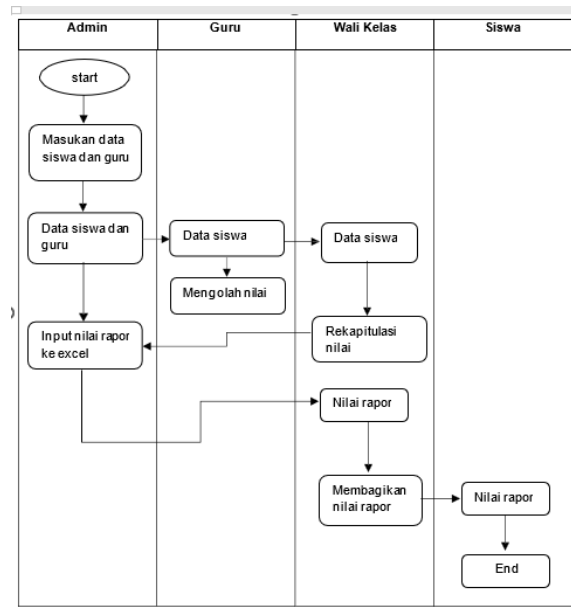 Admin
Guru
Wali Kelas
Siswa
start
Masukan data
siswa dan guru
Data siswa dan
guru
Data siswa
Data siswa
Mengolah nilai
Input nilai rapor
ke excel
Rekapitulasi
nilai
Nilai rapor
Membagikan
nilai rapor
Nilai rapor
End